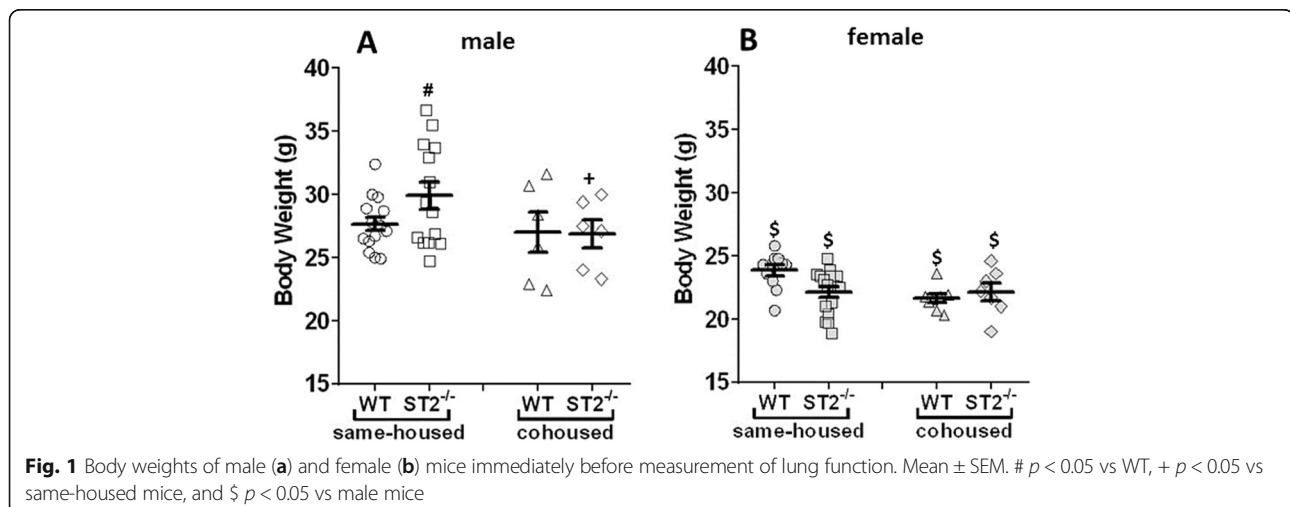 A male
40
35
30
25
20
15
Body Weight (g)
#
+
WT ST2-/- WT ST2-/-
same-housed cohoused
B female
40
35
30
25
20
15
Body Weight (g)
$ $ $ $
WT ST2-/- WT ST2-/-
same-housed cohoused
Fig. 1 Body weights of male (a) and female (b) mice immediately before measurement of lung function. Mean ± SEM. # p < 0.05 vs WT, + p < 0.05 vs
same-housed mice, and $ p < 0.05 vs male mice